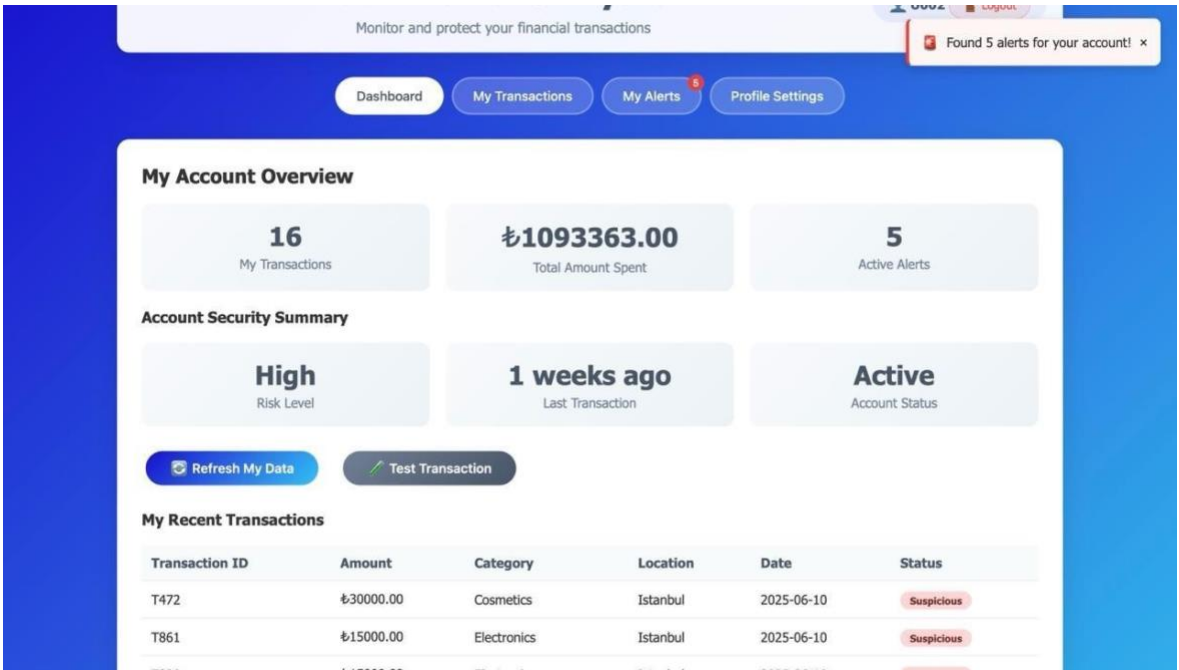 8002 Logout
Monitor and protect your financial transactions
Found 5 alerts for your account! ×
Dashboard My Transactions My Alerts 5 Profile Settings
My Account Overview
16 ₺1093363.00 5
My Transactions Total Amount Spent Active Alerts
Account Security Summary
High 1 weeks ago Active
Risk Level Last Transaction Account Status
Refresh My Data Test Transaction
My Recent Transactions
Transaction ID Amount Category Location Date Status
T472 ₺30000.00 Cosmetics Istanbul 2025-06-10 Suspicious
T861 ₺15000.00 Electronics Istanbul 2025-06-10 Suspicious